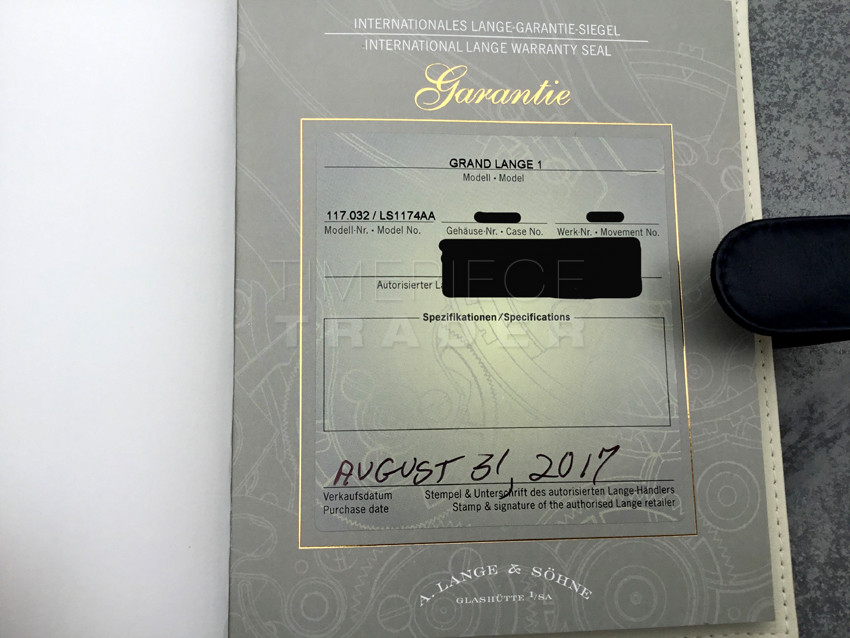 INTERNATIONALES LANGE-GARANTIE-SIEGEL
INTERNATIONAL LANGE WARRANTY SEAL
Garantie
GRAND LANGE 1
Modell • Model
117.032 / LS1174AA
Modell-Nr. • Model No. Gehäuse-Nr. • Case No. Werk-Nr. • Movement No.
Autorisierter
TIMEPIECE
TRADER
Spezifikationen/Specifications
AUGUST 31, 2017
Verkaufsdatum Stempel & Unterschrift des autorisierten Lange-Händlers
Purchase date Stamp & signature of the authorised Lange retailer
A. LANGE & SÖHNE
GLASHÜTTE I/SA